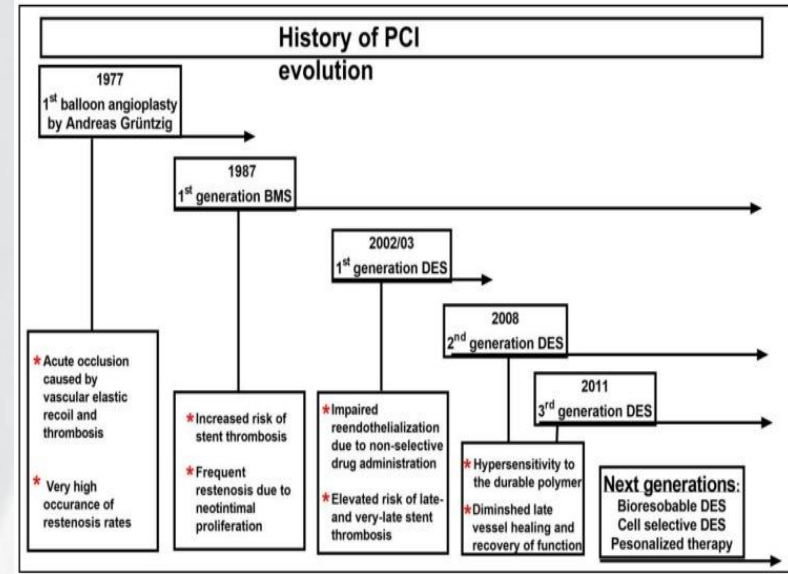 History of PCI
evolution
1977
1st balloon angioplasty
by Andreas Grüntzig
1987
1st generation BMS
2002/03
1st generation DES
2008
2nd generation DES
2011
3rd generation DES
* Acute occlusion
caused by
vascular elastic
recoil and
thrombosis
* Very high
occurance of
restenosis rates
* Increased risk of
stent thrombosis
* Frequent
restenosis due to
neotintimal
proliferation
* Impaired
reendothelialization
due to non-selective
drug administration
* Elevated risk of late-
and very-late stent
thrombosis
* Hypersensitivity to
the durable polymer
* Diminished late
vessel healing and
recovery of function
Next generations:
Bioresobable DES
Cell selective DES
Pesonalized therapy